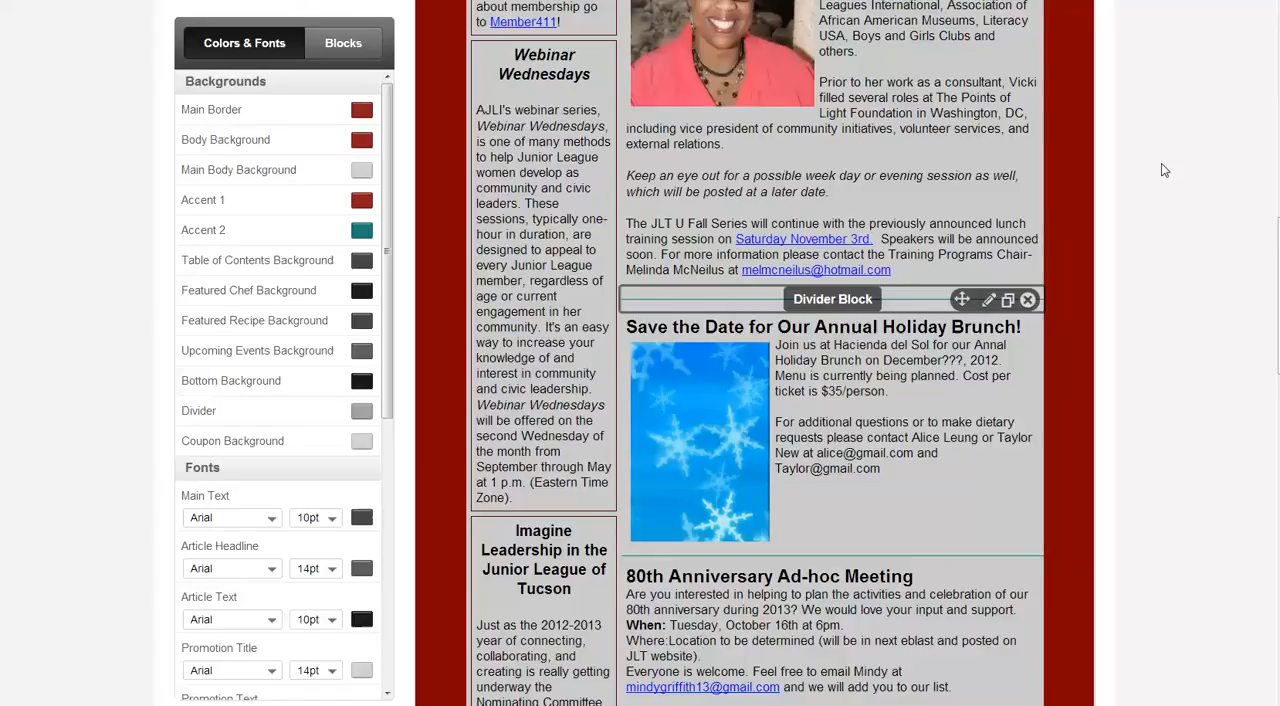 Colors & Fonts
Blocks
Backgrounds
Main Border
Body Background
Main Body Background
Accent 1
Accent 2
Table of Contents Background
Featured Chef Background
Featured Recipe Background
Upcoming Events Background
Bottom Background
Divider
Coupon Background
Fonts
Main Text
Arial
10pt
Article Headline
Arial
14pt
Article Text
Arial
10pt
Promotion Title
Arial
14pt
Promotion Text
about membership go
to Member411!
Webinar
Wednesdays
AJLI's webinar series,
Webinar Wednesdays,
is one of many methods
to help Junior League
women develop as
community and civic
leaders. These
sessions, typically one-
hour in duration, are
designed to appeal to
every Junior League
member, regardless of
age or current
engagement in her
community. It's an easy
way to increase your
knowledge of and
interest in community
and civic leadership.
Webinar Wednesdays
will be offered on the
second Wednesday of
the month from
September through May
at 1 p.m. (Eastern Time
Zone).
Imagine
Leadership in the
Junior League of
Tucson
Just as the 2012-2013
year of connecting,
collaborating, and
creating is really getting
underway the
Nominating Committee
Leagues International, Association of
African American Museums, Literacy
USA, Boys and Girls Clubs and
others.
Prior to her work as a consultant, Vicki
filled several roles at The Points of
Light Foundation in Washington, DC,
including vice president of community initiatives, volunteer services, and
external relations.
Keep an eye out for a possible week day or evening session as well,
which will be posted at a later date.
The JLT U Fall Series will continue with the previously announced lunch
training session on Saturday November 3rd. Speakers will be announced
soon. For more information please contact the Training Programs Chair-
Melinda McNeilus at melmcneilus@hotmail.com
Divider Block
Save the Date for Our Annual Holiday Brunch!
Join us at Hacienda del Sol for our Annal
Holiday Brunch on December???, 2012.
Menu is currently being planned. Cost per
ticket is $35/person.
For additional questions or to make dietary
requests please contact Alice Leung or Taylor
New at alice@gmail.com and
Taylor@gmail.com
80th Anniversary Ad-hoc Meeting
Are you interested in helping to plan the activities and celebration of our
80th anniversary during 2013? We would love your input and support.
When: Tuesday, October 16th at 6pm.
Where:Location to be determined (will be in next eblast and posted on
JLT website).
Everyone is welcome. Feel free to email Mindy at
mindygriffith13@gmail.com and we will add you to our list.